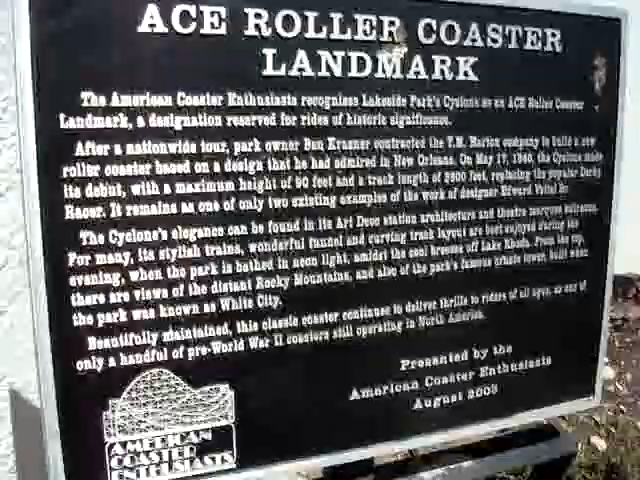 ACE ROLLER COASTER
LANDMARK
The American Coaster Enthusiasts recognizes Lakeside Park's Cyclone as an ACE Roller Coaster
Landmark, a designation reserved for rides of historic significance.
After a nationwide tour, park owner Ben Krasner contracted the T.M. Harton company to build a new
roller coaster based on a design that he had admired in New Orleans. On May 17, 1940, the Cyclone made
its debut, with a maximum height of 90 feet and a track length of 2800 feet, replacing the popular Derby
Racer. It remains as one of only two existing examples of the work of designer Edward Vettel
The Cyclone's elegance can be found in its Art Deco station architecture and theatre marquee entrance.
For many, its stylish trains, wonderful tunnel and curving track layout are best enjoyed during the
evening, when the park is bathed in neon light, amidst the cool breezes off Lake Rhoda. From the top,
there are views of the distant Rocky Mountains, and also of the park's famous ornate tower, built when
the park was known as White City.
Beautifully maintained, this classic coaster continues to deliver thrills to riders of all ages, as one of
only a handful of pre-World War II coasters still operating in North America.
Presented by the
American Coaster Enthusiasts
August 2003
AMERICAN
COASTER
ENTHUSIASTS